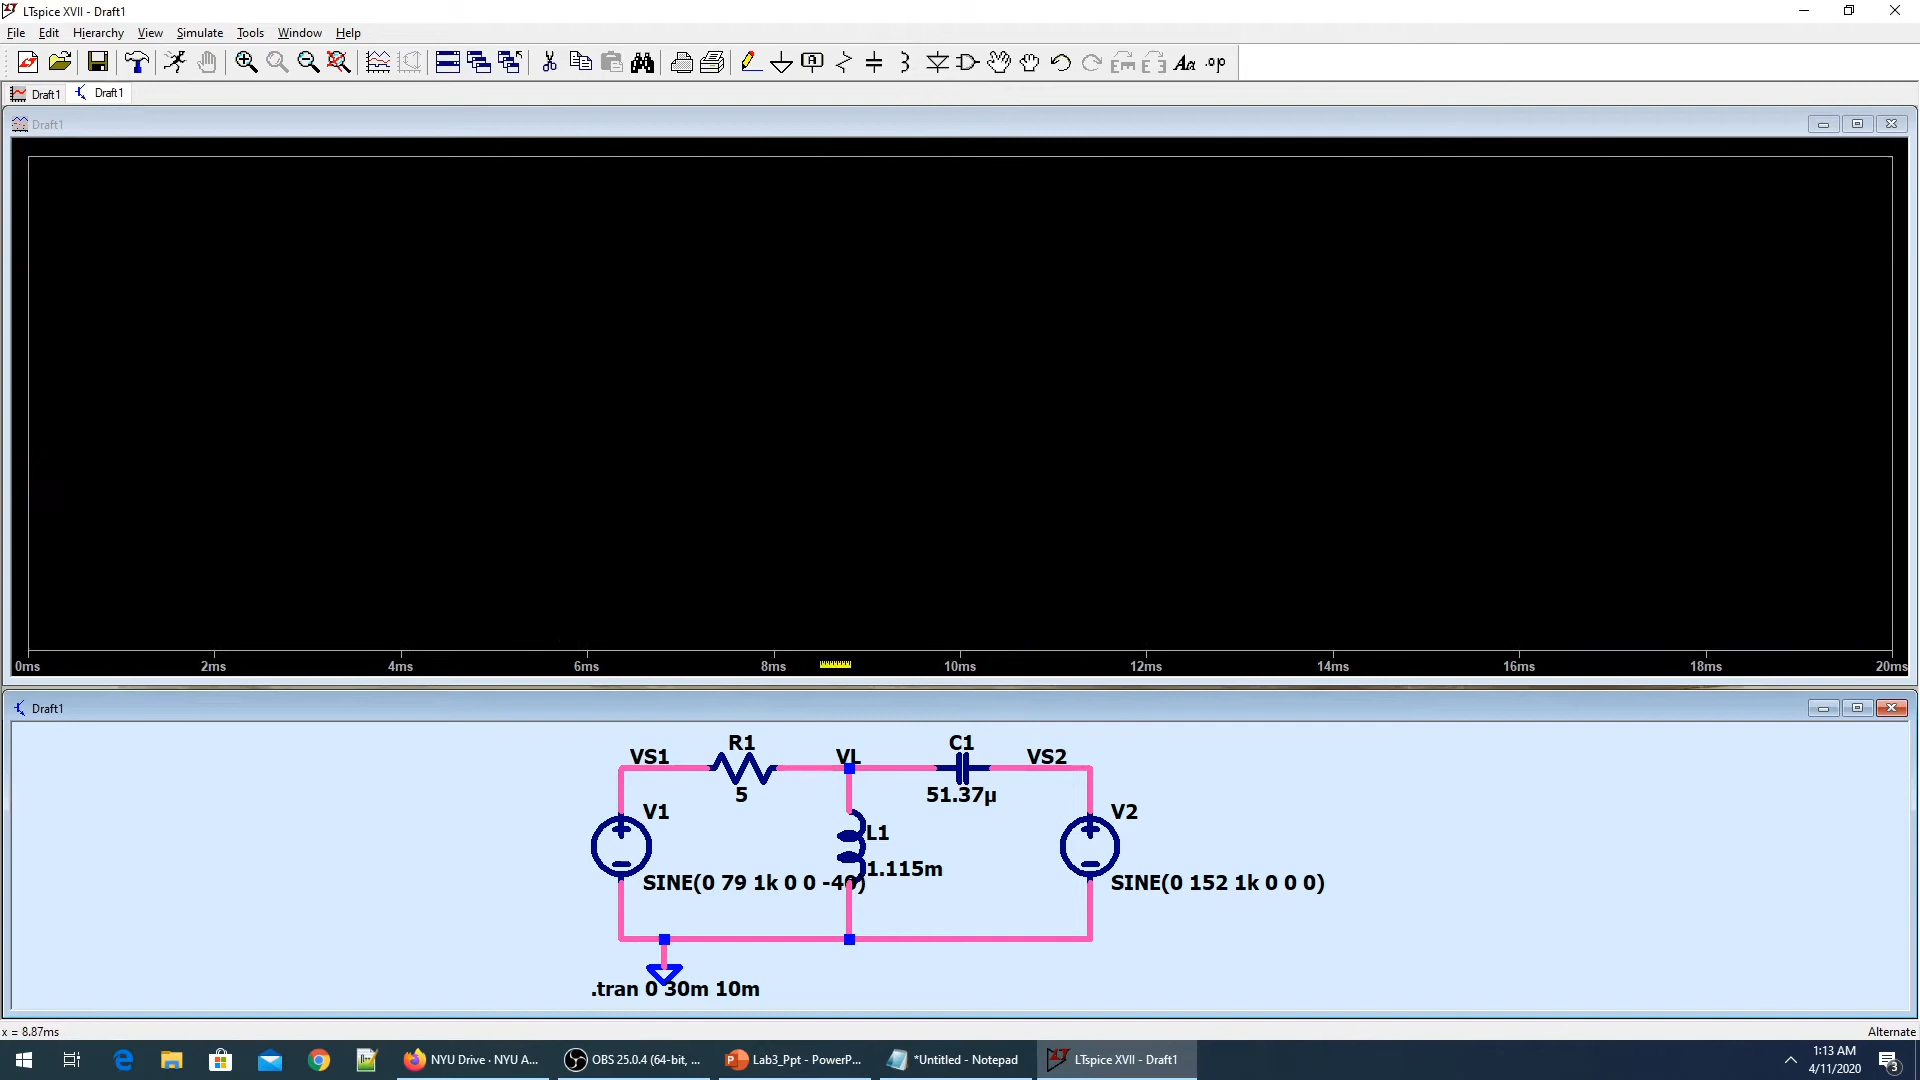 LTspice XVII - Draft1
File Edit Hierarchy View Simulate Tools Window Help
Draft1 Draft1
Draft1
0ms 2ms 4ms 6ms 8ms 10ms 12ms 14ms 16ms 18ms 20ms
Draft1
VS1 R1 VL C1 VS2
5 51.37µ
V1 L1 V2
1.115m
SINE(0 79 1k 0 0 -40) SINE(0 152 1k 0 0 0)
.tran 0 30m 10m
x = 8.87ms Alternate
NYU Drive · NYU A... OBS 25.0.4 (64-bit, ... Lab3_Ppt - PowerP... *Untitled - Notepad LTspice XVII - Draft1
1:13 AM
4/11/2020
3